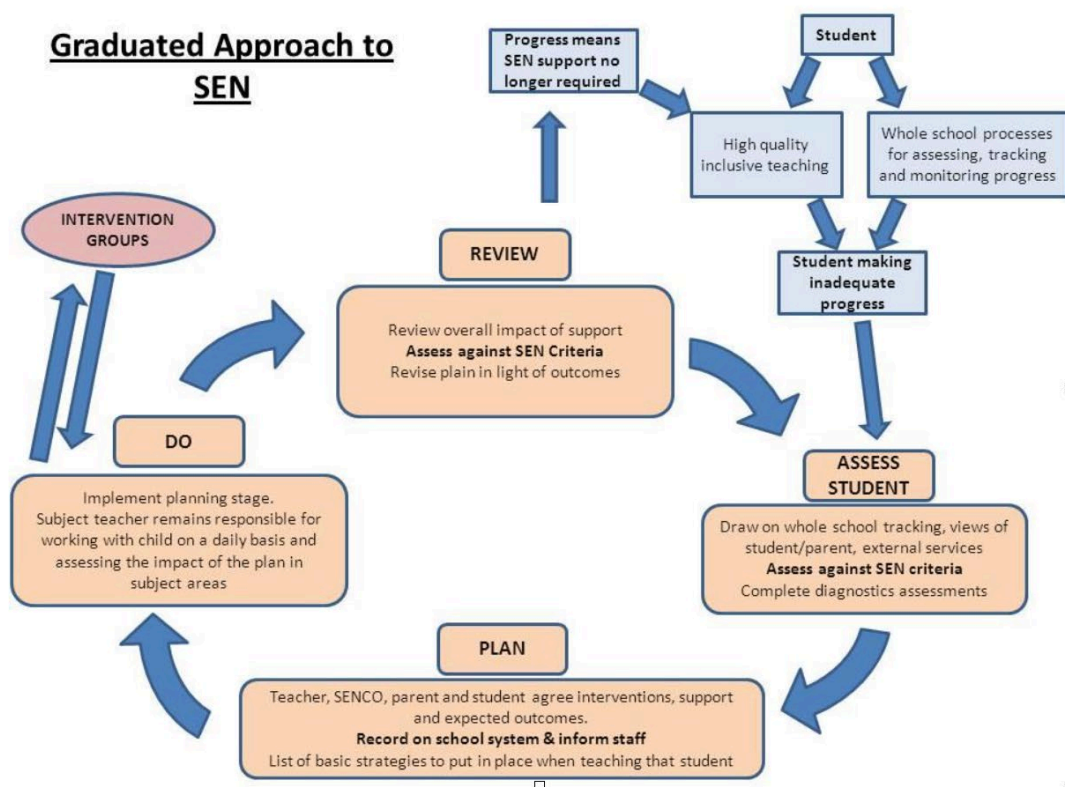 Graduated Approach to
SEN
Progress means
SEN support no
longer required
Student
High quality
inclusive teaching
Whole school processes
for assessing, tracking
and monitoring progress
Student making
inadequate
progress
INTERVENTION
GROUPS
REVIEW
Review overall impact of support
Assess against SEN Criteria
Revise plain in light of outcomes
DO
Implement planning stage.
Subject teacher remains responsible for
working with child on a daily basis and
assessing the impact of the plan in
subject areas
ASSESS
STUDENT
Draw on whole school tracking, views of
student/parent, external services
Assess against SEN criteria
Complete diagnostics assessments
PLAN
Teacher, SENCO, parent and student agree interventions, support
and expected outcomes.
Record on school system & inform staff
List of basic strategies to put in place when teaching that student